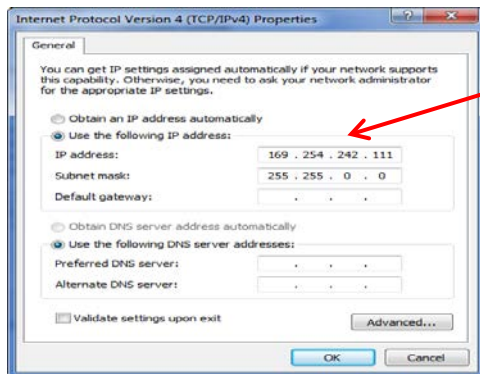 Internet Protocol Version 4 (TCP/IPv4) Properties
General
You can get IP settings assigned automatically if your network supports
this capability. Otherwise, you need to ask your network administrator
for the appropriate IP settings.
Obtain an IP address automatically
Use the following IP address:
IP address: 169 . 254 . 242 . 111
Subnet mask: 255 . 255 . 0 . 0
Default gateway: . . .
Obtain DNS server address automatically
Use the following DNS server addresses:
Preferred DNS server: . . .
Alternate DNS server: . . .
Validate settings upon exit
Advanced...
OK Cancel